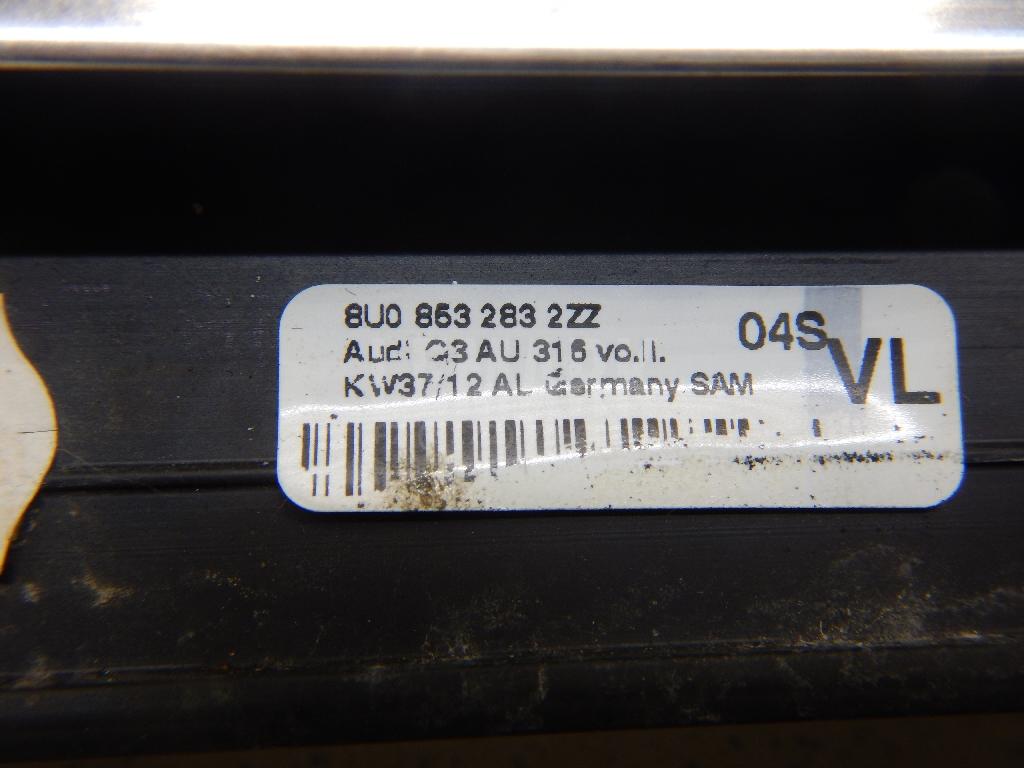 8U0 853 283 2ZZ
Audi Q3 AU 316 vo.li.
KW37/12 AL Germany SAM
04S
VL